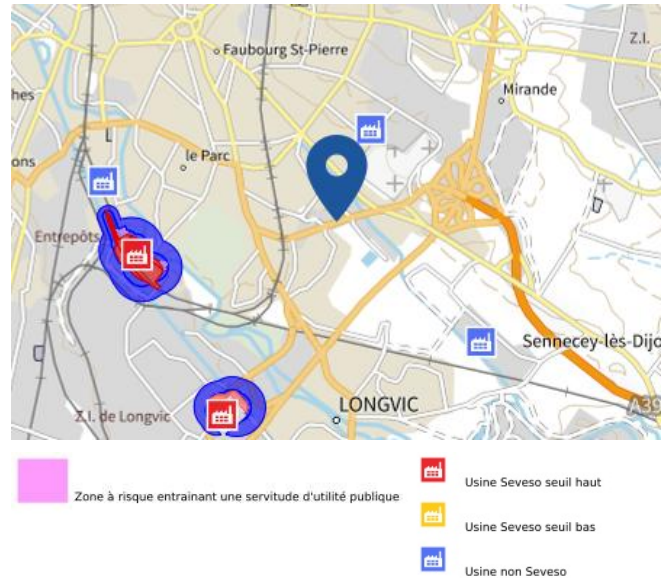 Faubourg St-Pierre
Z.I.
Mirande
hes
le Parc
ons
Entrepôts
Sennecey-lès-Dijo
A39
Z.I. de Longvic
LONGVIC
Zone à risque entrainant une servitude d'utilité publique
Usine Seveso seuil haut
Usine Seveso seuil bas
Usine non Seveso